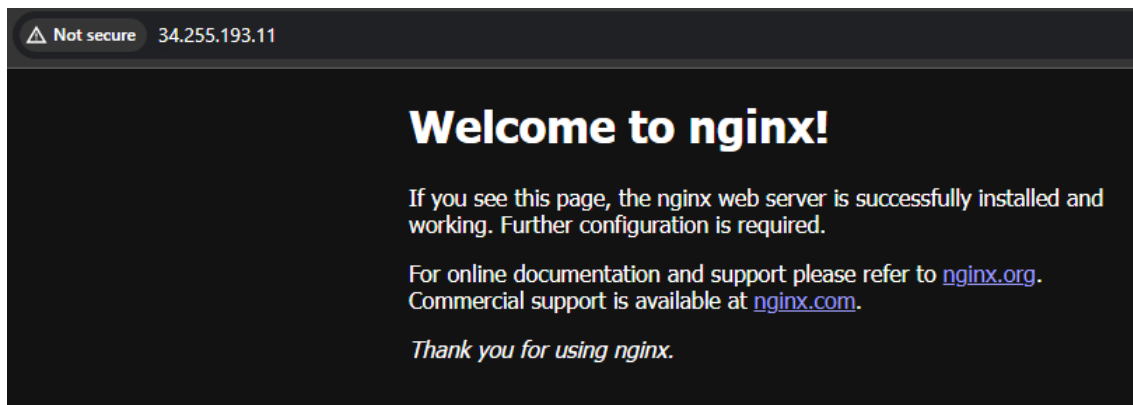 Not secure 34.255.193.11
Welcome to nginx!
If you see this page, the nginx web server is successfully installed and
working. Further configuration is required.
For online documentation and support please refer to nginx.org.
Commercial support is available at nginx.com.
Thank you for using nginx.